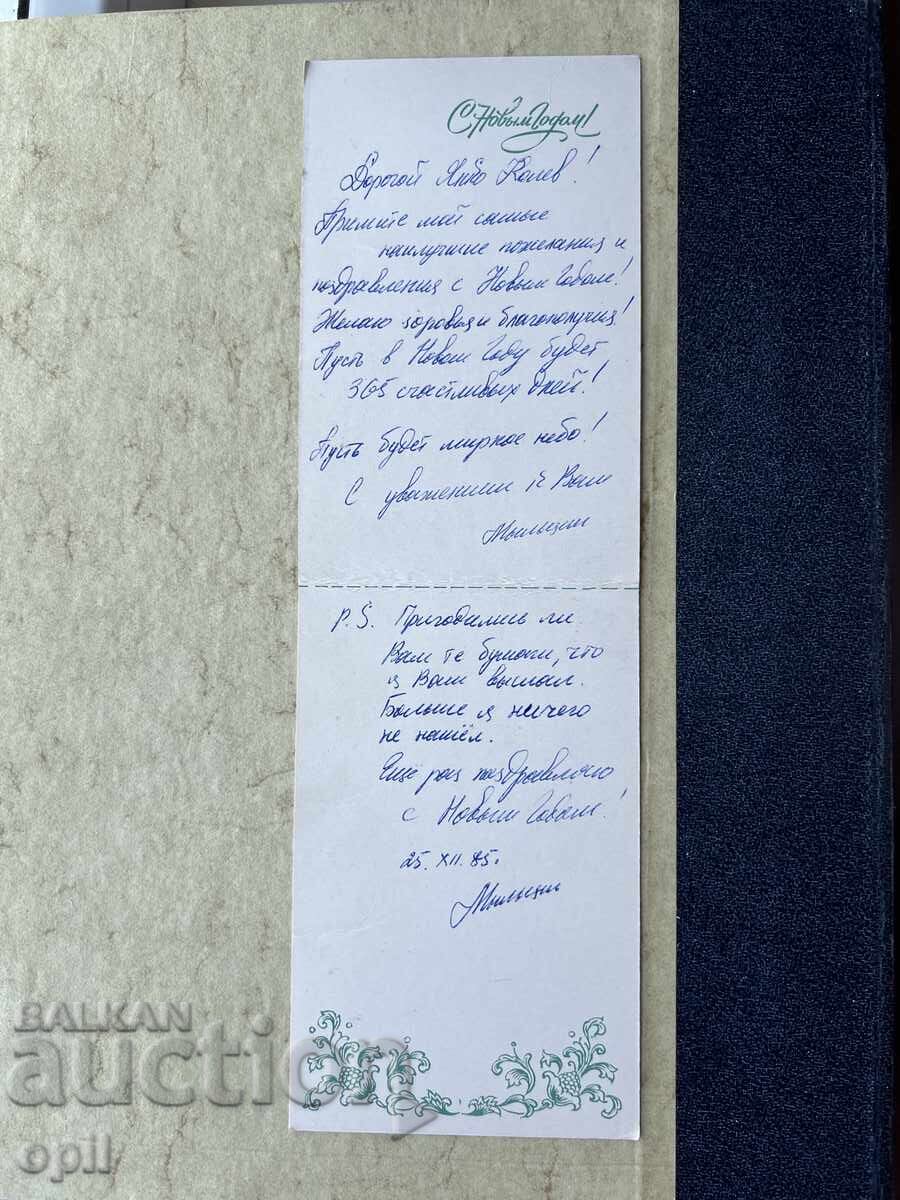 С Новым Годом!
Дорогой Янко Колев!
Примите мой самые
наилучшие пожелания и
поздравления с Новым Годом!
Желаю здоровья и благополучия!
Пусть в Новом Году будет
365 счастливых дней!
Пусть будет мирное небо!
С уважением к Вам
P.S. Пригодились ли
Вам те бумаги, что
я Вам выслал.
Больше я ничего
не нашёл.
Ещё раз поздравляю
с Новым Годом!
25. XII. 85.
BALKAN
auction
opil